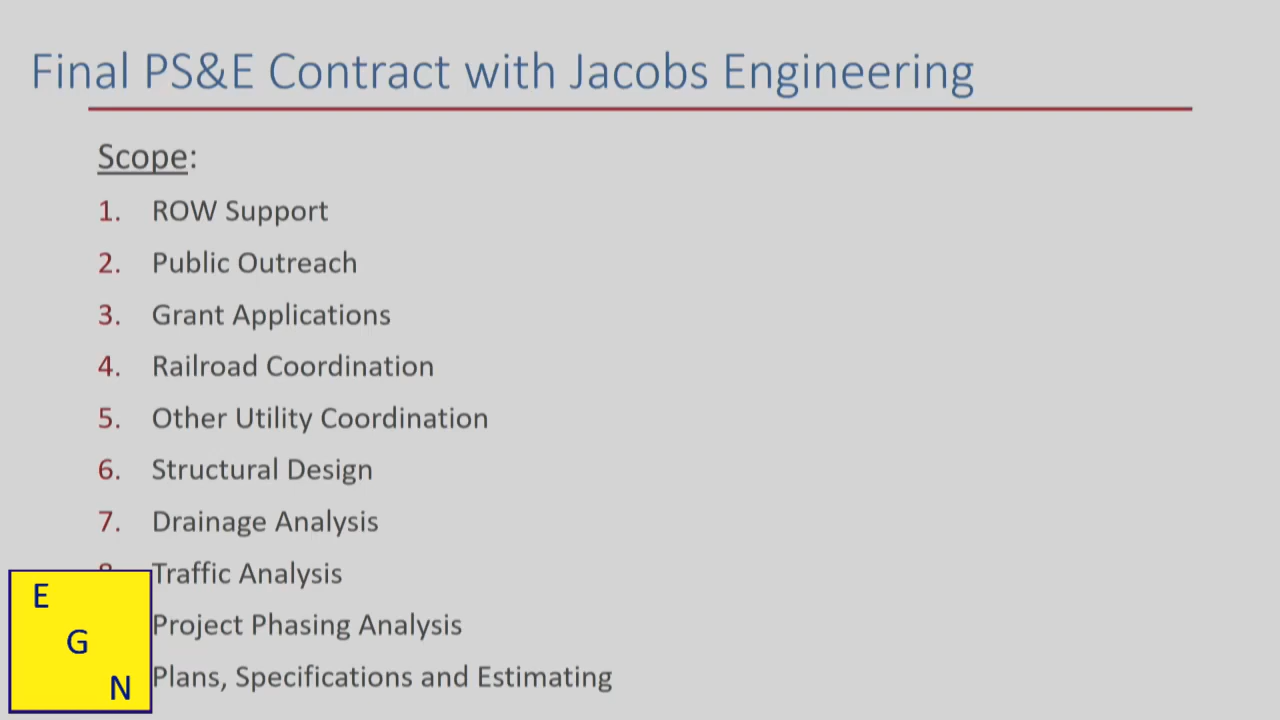 Final PS&E Contract with Jacobs Engineering
Scope:
1. ROW Support
2. Public Outreach
3. Grant Applications
4. Railroad Coordination
5. Other Utility Coordination
6. Structural Design
7. Drainage Analysis
Traffic Analysis
Project Phasing Analysis
Plans, Specifications and Estimating
E
G
N